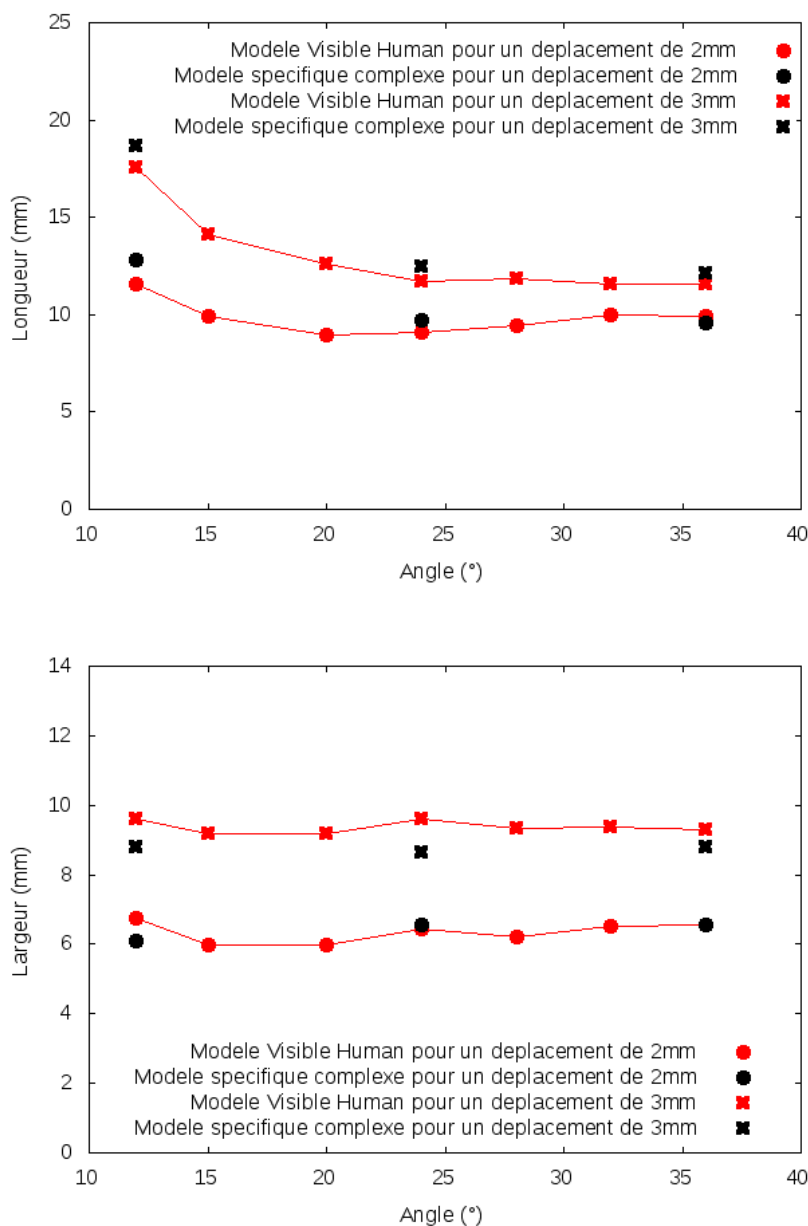 25
20
15
10
5
0
Longueur (mm)
Modele Visible Human pour un deplacement de 2mm
Modele specifique complexe pour un deplacement de 2mm
Modele Visible Human pour un deplacement de 3mm
Modele specifique complexe pour un deplacement de 3mm
10 15 20 25 30 35 40
Angle (°)
14
12
10
8
6
4
2
0
Largeur (mm)
Modele Visible Human pour un deplacement de 2mm
Modele specifique complexe pour un deplacement de 2mm
Modele Visible Human pour un deplacement de 3mm
Modele specifique complexe pour un deplacement de 3mm
10 15 20 25 30 35 40
Angle (°)